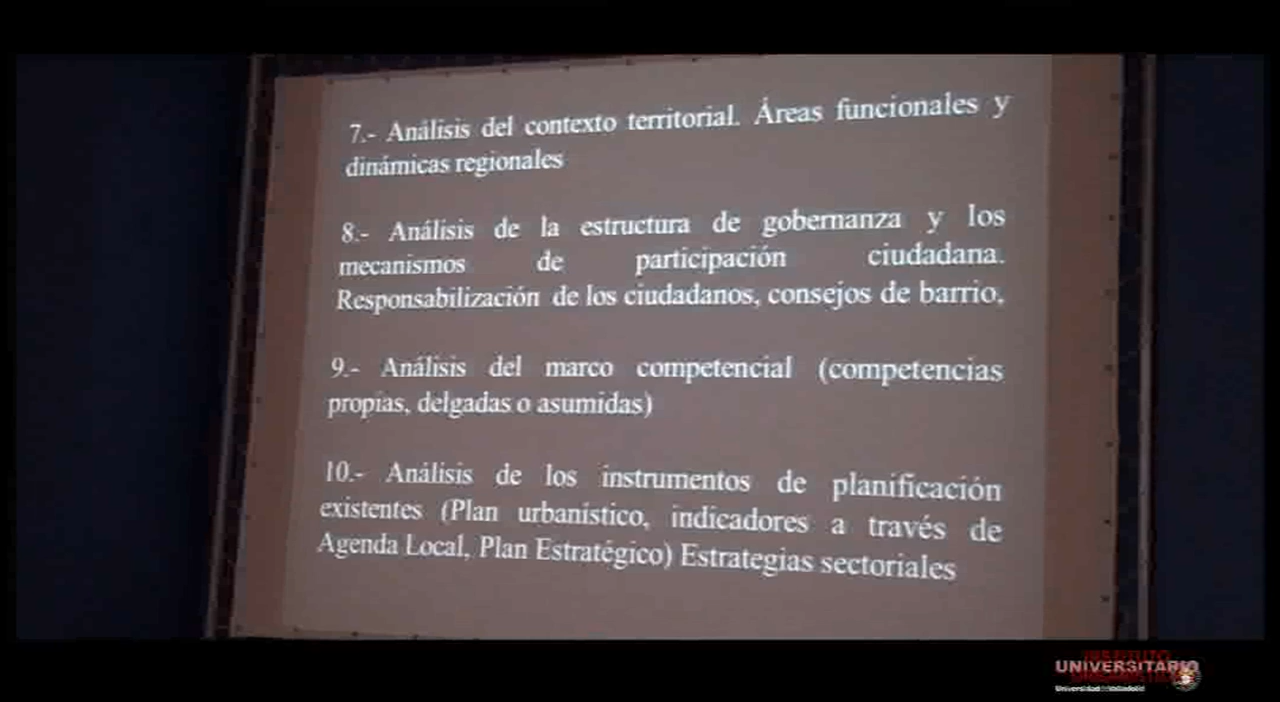 7.- Análisis del contexto territorial. Áreas funcionales y
dinámicas regionales
8.- Análisis de la estructura de gobernanza y los
mecanismos de participación ciudadana.
Responsabilización de los ciudadanos, consejos de barrio,
9.- Análisis del marco competencial (competencias
propias, delgadas o asumidas)
10.- Análisis de los instrumentos de planificación
existentes (Plan urbanístico, indicadores a través de
Agenda Local, Plan Estratégico) Estrategias sectoriales
UNIVERSITARIO